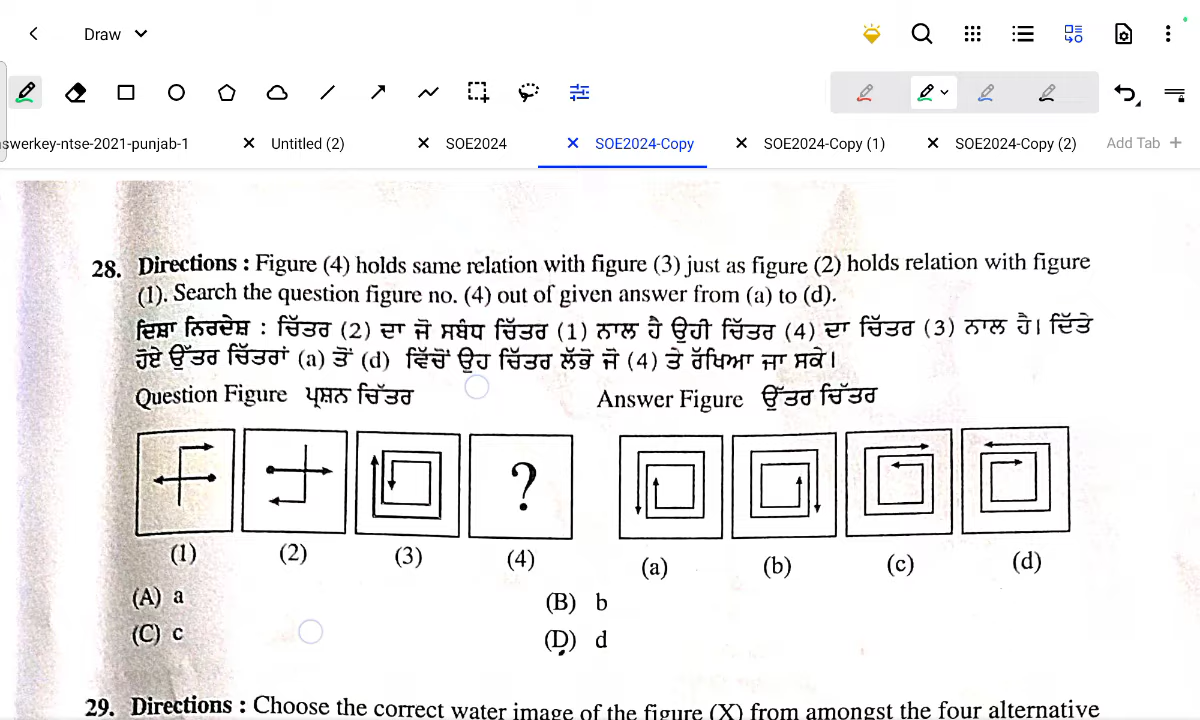 Draw
swerkey-ntse-2021-punjab-1
Untitled (2)
SOE2024
SOE2024-Copy
SOE2024-Copy (1)
SOE2024-Copy (2)
Add Tab +
28. Directions : Figure (4) holds same relation with figure (3) just as figure (2) holds relation with figure
(1). Search the question figure no. (4) out of given answer from (a) to (d).
ਦਿਸ਼ਾ ਨਿਰਦੇਸ਼ : ਚਿੱਤਰ (2) ਦਾ ਜੋ ਸਬੰਧ ਚਿੱਤਰ (1) ਨਾਲ ਹੈ ਉਹੀ ਚਿੱਤਰ (4) ਦਾ ਚਿੱਤਰ (3) ਨਾਲ ਹੈ। ਦਿੱਤੇ
ਹੋਏ ਉੱਤਰ ਚਿੱਤਰਾਂ (a) ਤੋਂ (d) ਵਿੱਚੋਂ ਉਹ ਚਿੱਤਰ ਲੱਭੋ ਜੋ (4) ਤੇ ਰੱਖਿਆ ਜਾ ਸਕੇ।
Question Figure ਪ੍ਰਸ਼ਨ ਚਿੱਤਰ
Answer Figure ਉੱਤਰ ਚਿੱਤਰ
?
(1) (2) (3) (4)
(a) (b) (c) (d)
(A) a
(B) b
(C) c
(D) d
29. Directions : Choose the correct water image of the figure (X) from amongst the four alternative